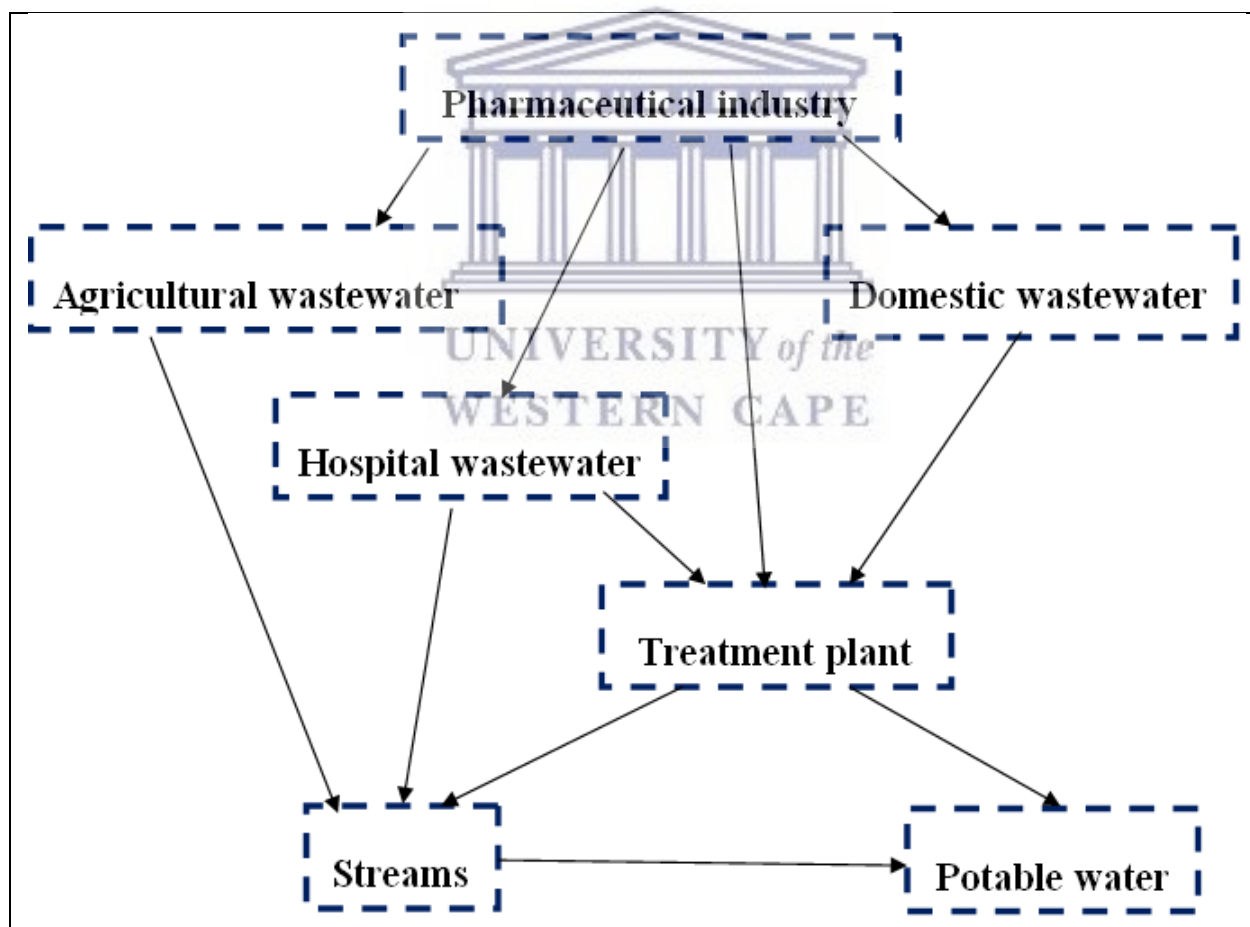 Pharmaceutical industry
Agricultural wastewater
Domestic wastewater
UNIVERSITY of the
WESTERN CAPE
Hospital wastewater
Treatment plant
Streams
Potable water